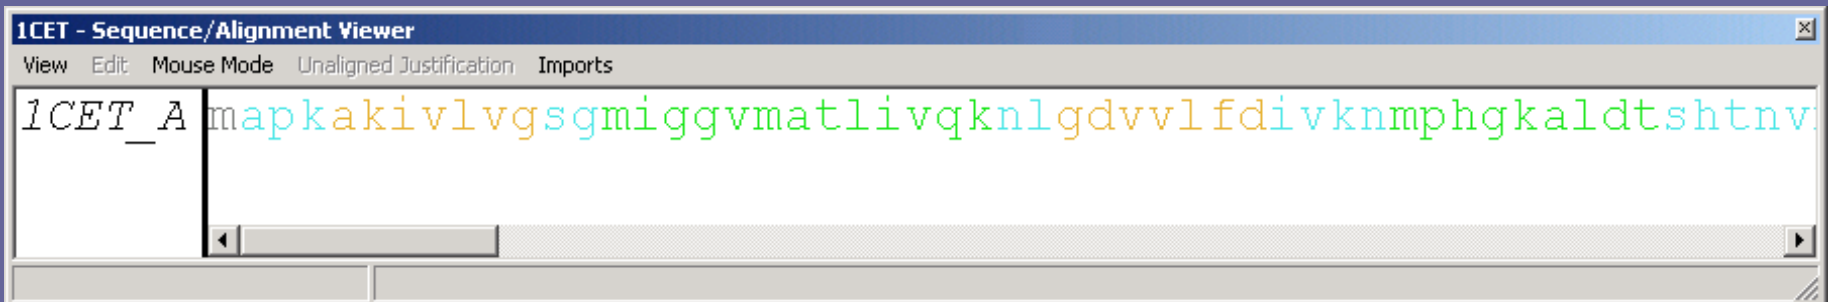 1CET - Sequence/Alignment Viewer
View Edit Mouse Mode Unaligned Justification Imports
1CET_A mapkakivlvgsgmiggvmatlivqknlgdvvlfdivknmphgkaldtshtnv